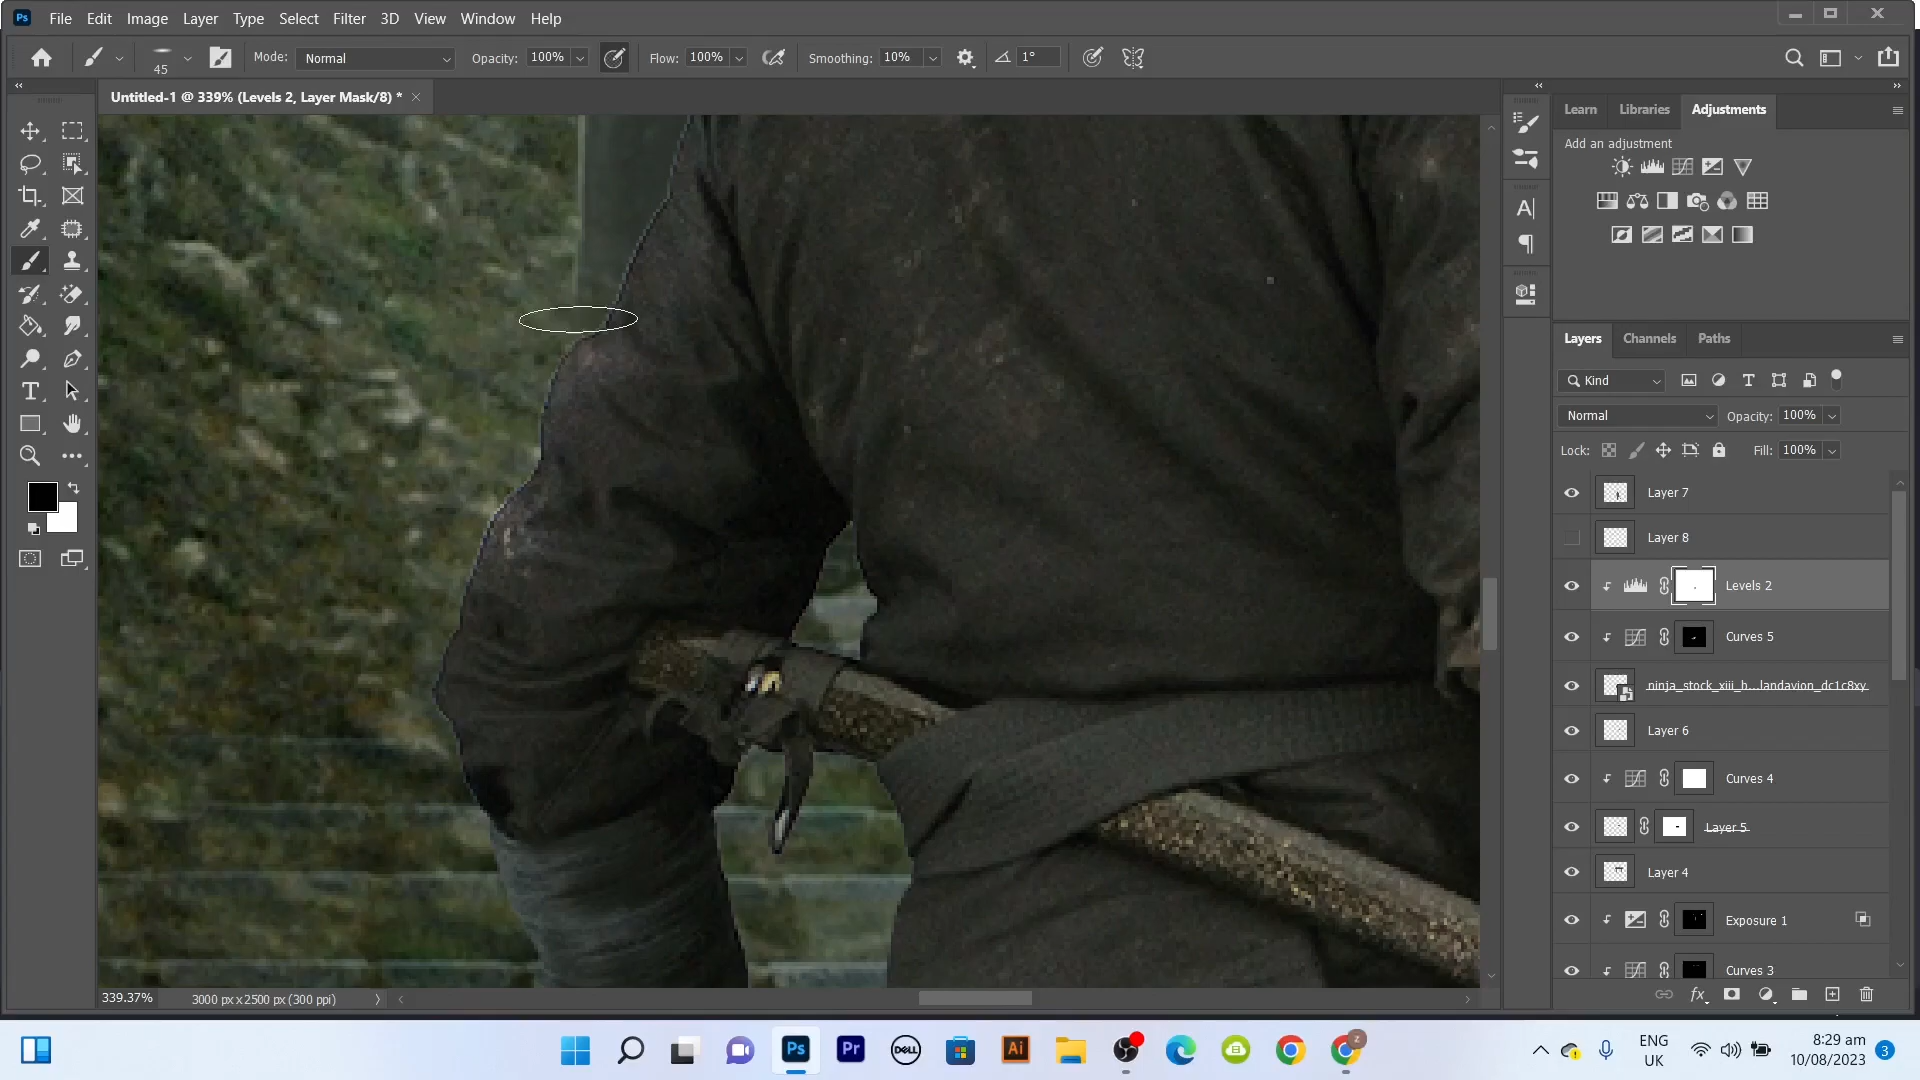 File Edit Image Layer Type Select Filter 3D View Window Help
45 Mode: Normal Opacity: 100% Flow: 100% Smoothing: 10% 1°
Untitled-1 @ 339% (Levels 2, Layer Mask/8) *
Learn Libraries Adjustments
Add an adjustment
Layers Channels Paths
Kind
Normal Opacity: 100%
Lock: Fill: 100%
Layer 7
Layer 8
Levels 2
Curves 5
ninja_stock_xiii_b...landavion_dc1c8xy
Layer 6
Curves 4
Layer 5
Layer 4
Exposure 1
Curves 3
339.37% 3000 px x 2500 px (300 ppi)
ENG
UK
8:29 am
10/08/2023
3